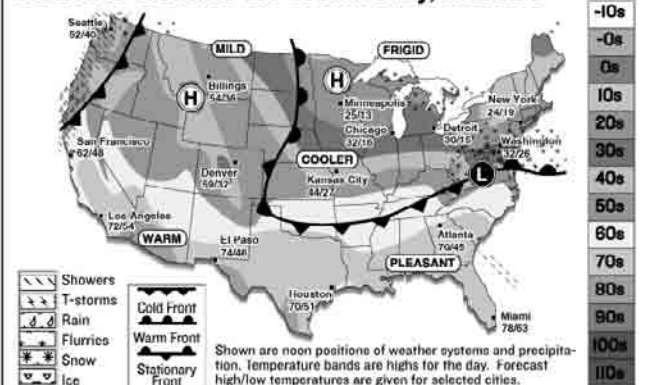 Seattle
52/40
MILD
FRIGID
Billings
54/36
H
H
Minneapolis
25/13
New York
24/19
Chicago
32/16
Detroit
30/15
Washington
32/26
San Francisco
62/48
Denver
59/32
COOLER
Kansas City
44/27
L
Los Angeles
72/54
WARM
El Paso
74/46
Atlanta
70/45
PLEASANT
Houston
70/51
Miami
78/63
Showers
T-storms
Rain
Flurries
Snow
Ice
Cold Front
Warm Front
Stationary
Front
Shown are noon positions of weather systems and precipita-
tion. Temperature bands are highs for the day. Forecast
high/low temperatures are given for selected cities.
-10s
-0s
0s
10s
20s
30s
40s
50s
60s
70s
80s
90s
100s
110s